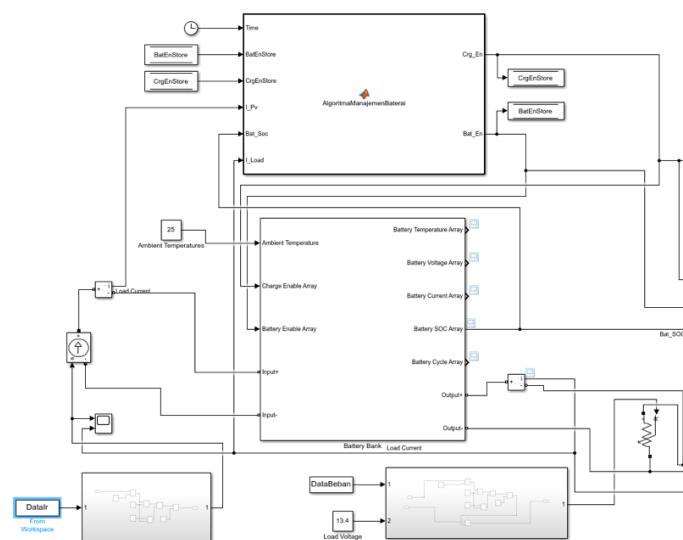 Time
BatEnStore
BatEnStore
Crg_En
CrgEnStore
CrgEnStore
CrgEnStore
AlgoritmaManajemenBaterai
I_Pv
BatEnStore
Bat_Soc
Bat_En
I_Load
25
Ambient Temperatures
Ambient Temperature
Battery Temperature Array
Battery Voltage Array
Charge Enable Array
Battery Current Array
Load Current
Battery Enable Array
Battery SOC Array
Bat_SOC
Battery Cycle Array
Input+
Output+
Input-
Output-
Battery Bank
Load Current
DataIr
From
Workspace
1
1
DataBeban
1
13.4
Load Voltage
2
1